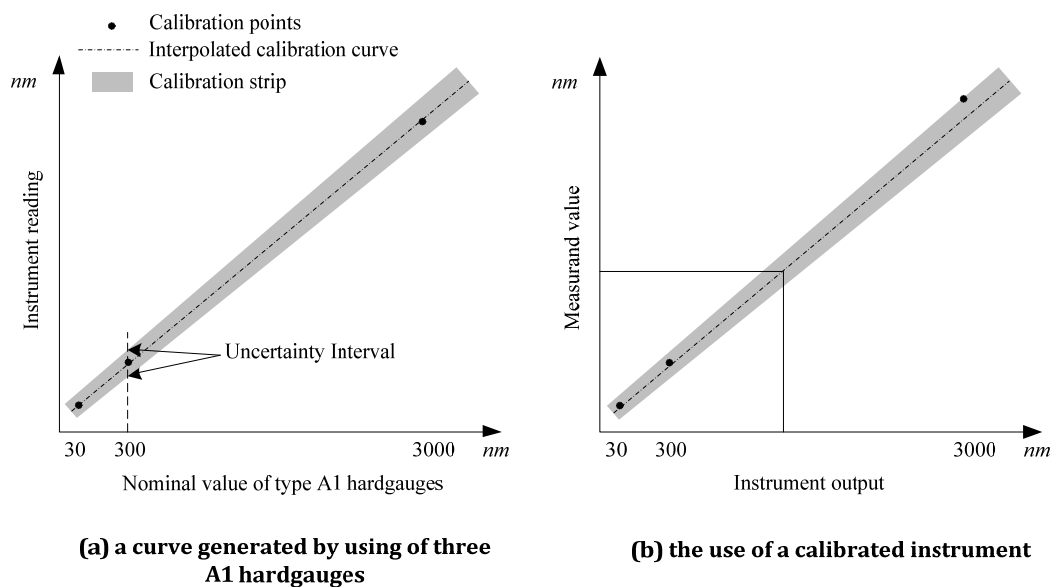 Calibration points
Interpolated calibration curve
Calibration strip
nm
Instrument reading
Uncertainty Interval
30 300 3000 nm
Nominal value of type A1 hardgauges
(a) a curve generated by using of three
A1 hardgauges
nm
Measurand value
30 300 3000 nm
Instrument output
(b) the use of a calibrated instrument